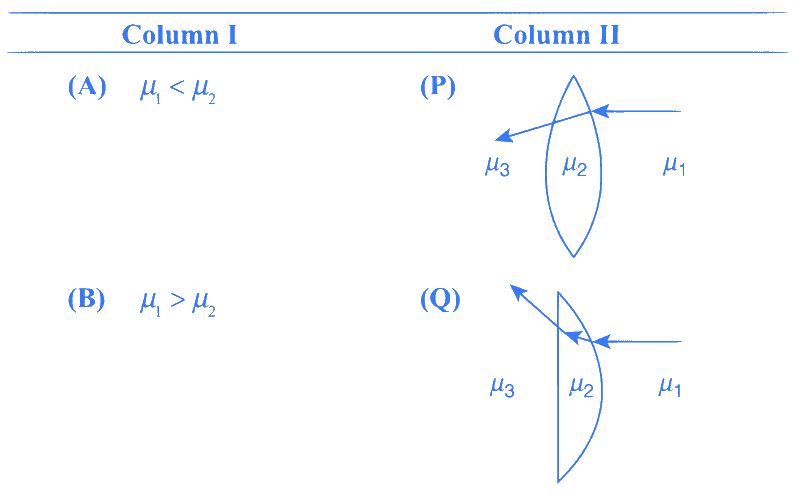 Column I Column II
(A) μ₁ < μ₂ (P)
μ₃ μ₂ μ₁
(B) μ₁ > μ₂ (Q)
μ₃ μ₂ μ₁